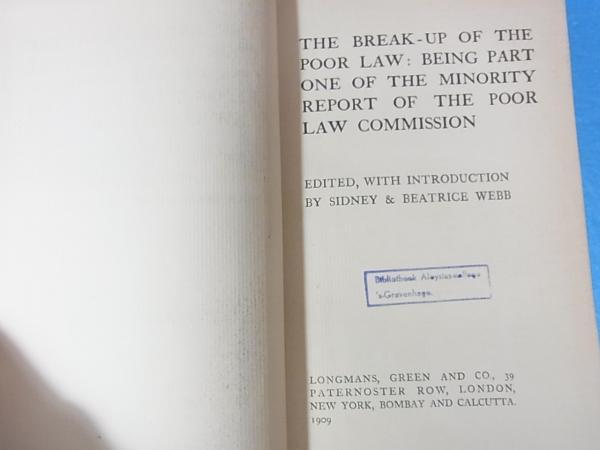 THE BREAK-UP OF THE
POOR LAW: BEING PART
ONE OF THE MINORITY
REPORT OF THE POOR
LAW COMMISSION
EDITED, WITH INTRODUCTION
BY SIDNEY & BEATRICE WEBB
Bibliotheek Aloysiuscollege
's-Gravenhage.
LONGMANS, GREEN AND CO., 39
PATERNOSTER ROW, LONDON,
NEW YORK, BOMBAY AND CALCUTTA.
1909